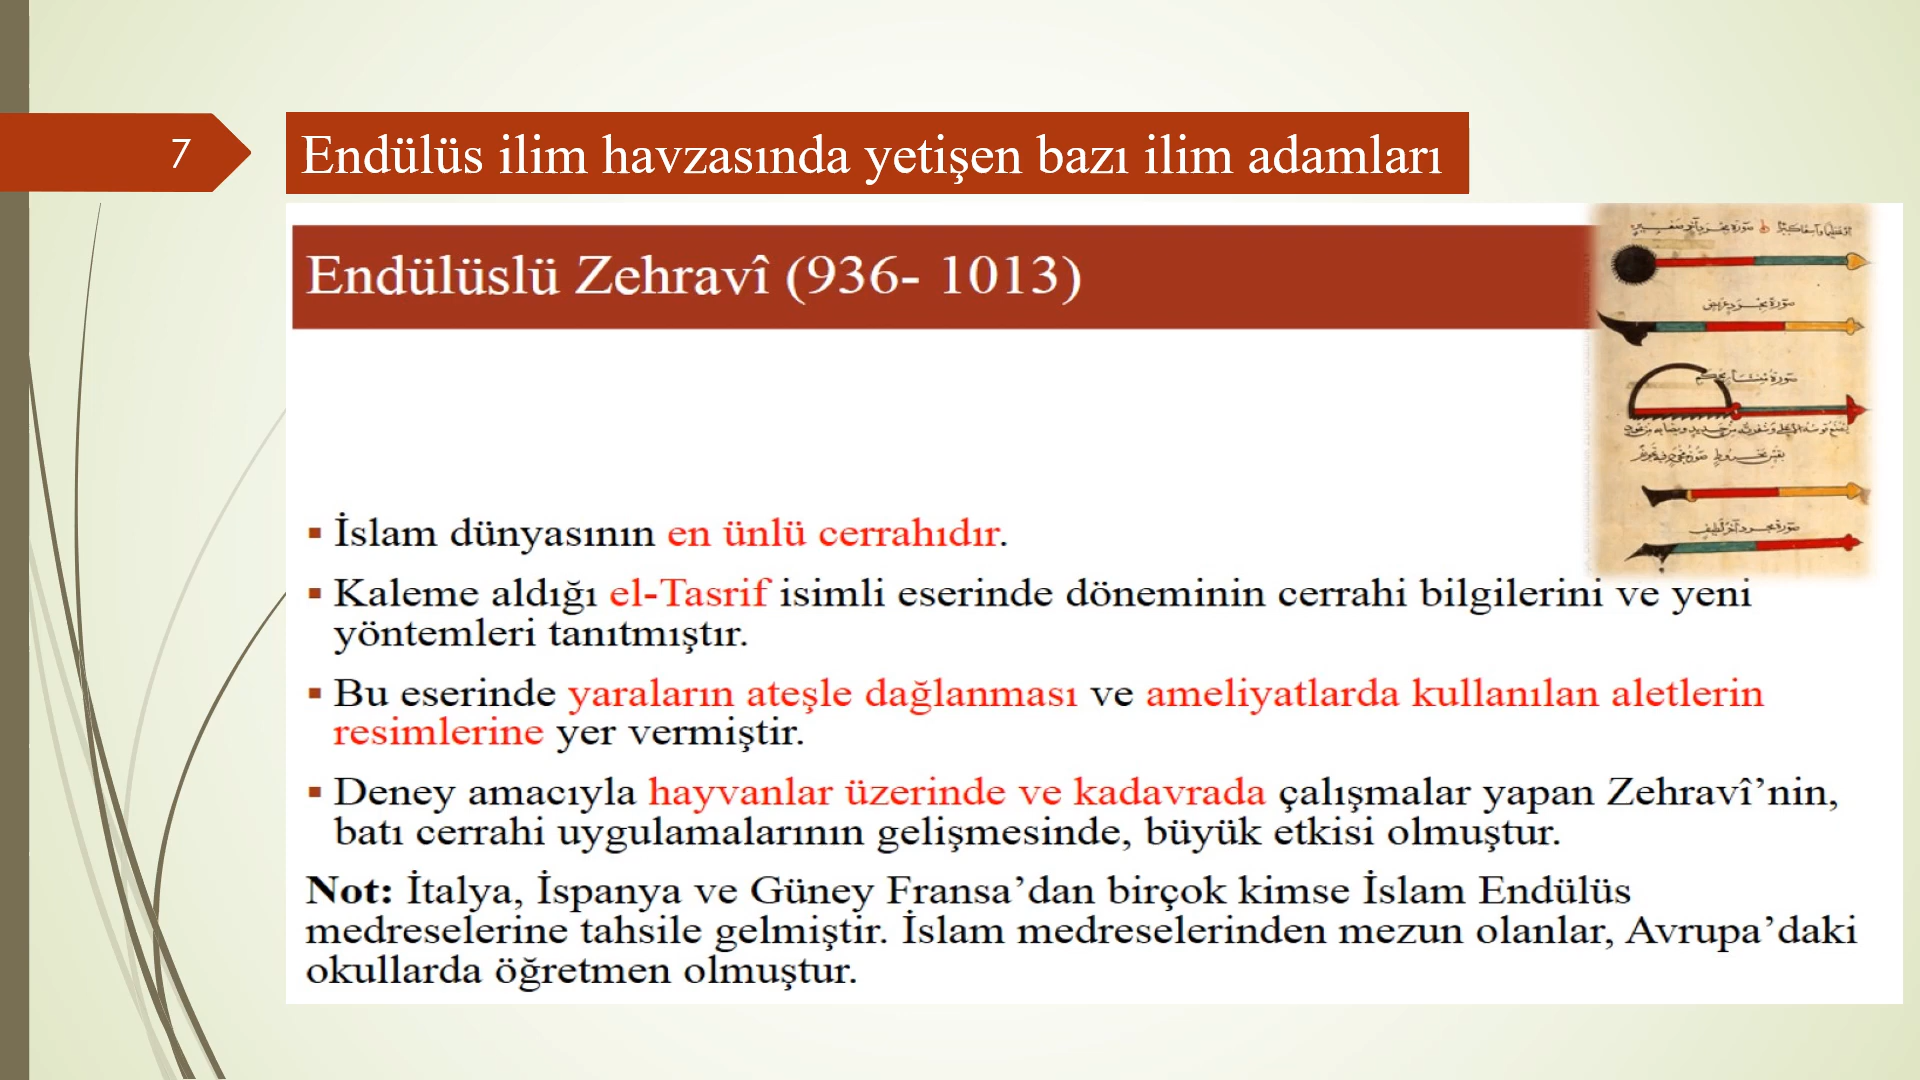 7
Endülüs ilim havzasında yetişen bazı ilim adamları
Endülüslü Zehravî (936- 1013)
▪ İslam dünyasının en ünlü cerrahıdır.
▪ Kaleme aldığı el-Tasrif isimli eserinde döneminin cerrahi bilgilerini ve yeni
yöntemleri tanıtmıştır.
▪ Bu eserinde yaraların ateşle dağlanması ve ameliyatlarda kullanılan aletlerin
resimlerine yer vermiştir.
▪ Deney amacıyla hayvanlar üzerinde ve kadavrada çalışmalar yapan Zehravî’nin,
batı cerrahi uygulamalarının gelişmesinde, büyük etkisi olmuştur.
Not: İtalya, İspanya ve Güney Fransa’dan birçok kimse İslam Endülüs
medreselerine tahsile gelmiştir. İslam medreselerinden mezun olanlar, Avrupa’daki
okullarda öğretmen olmuştur.